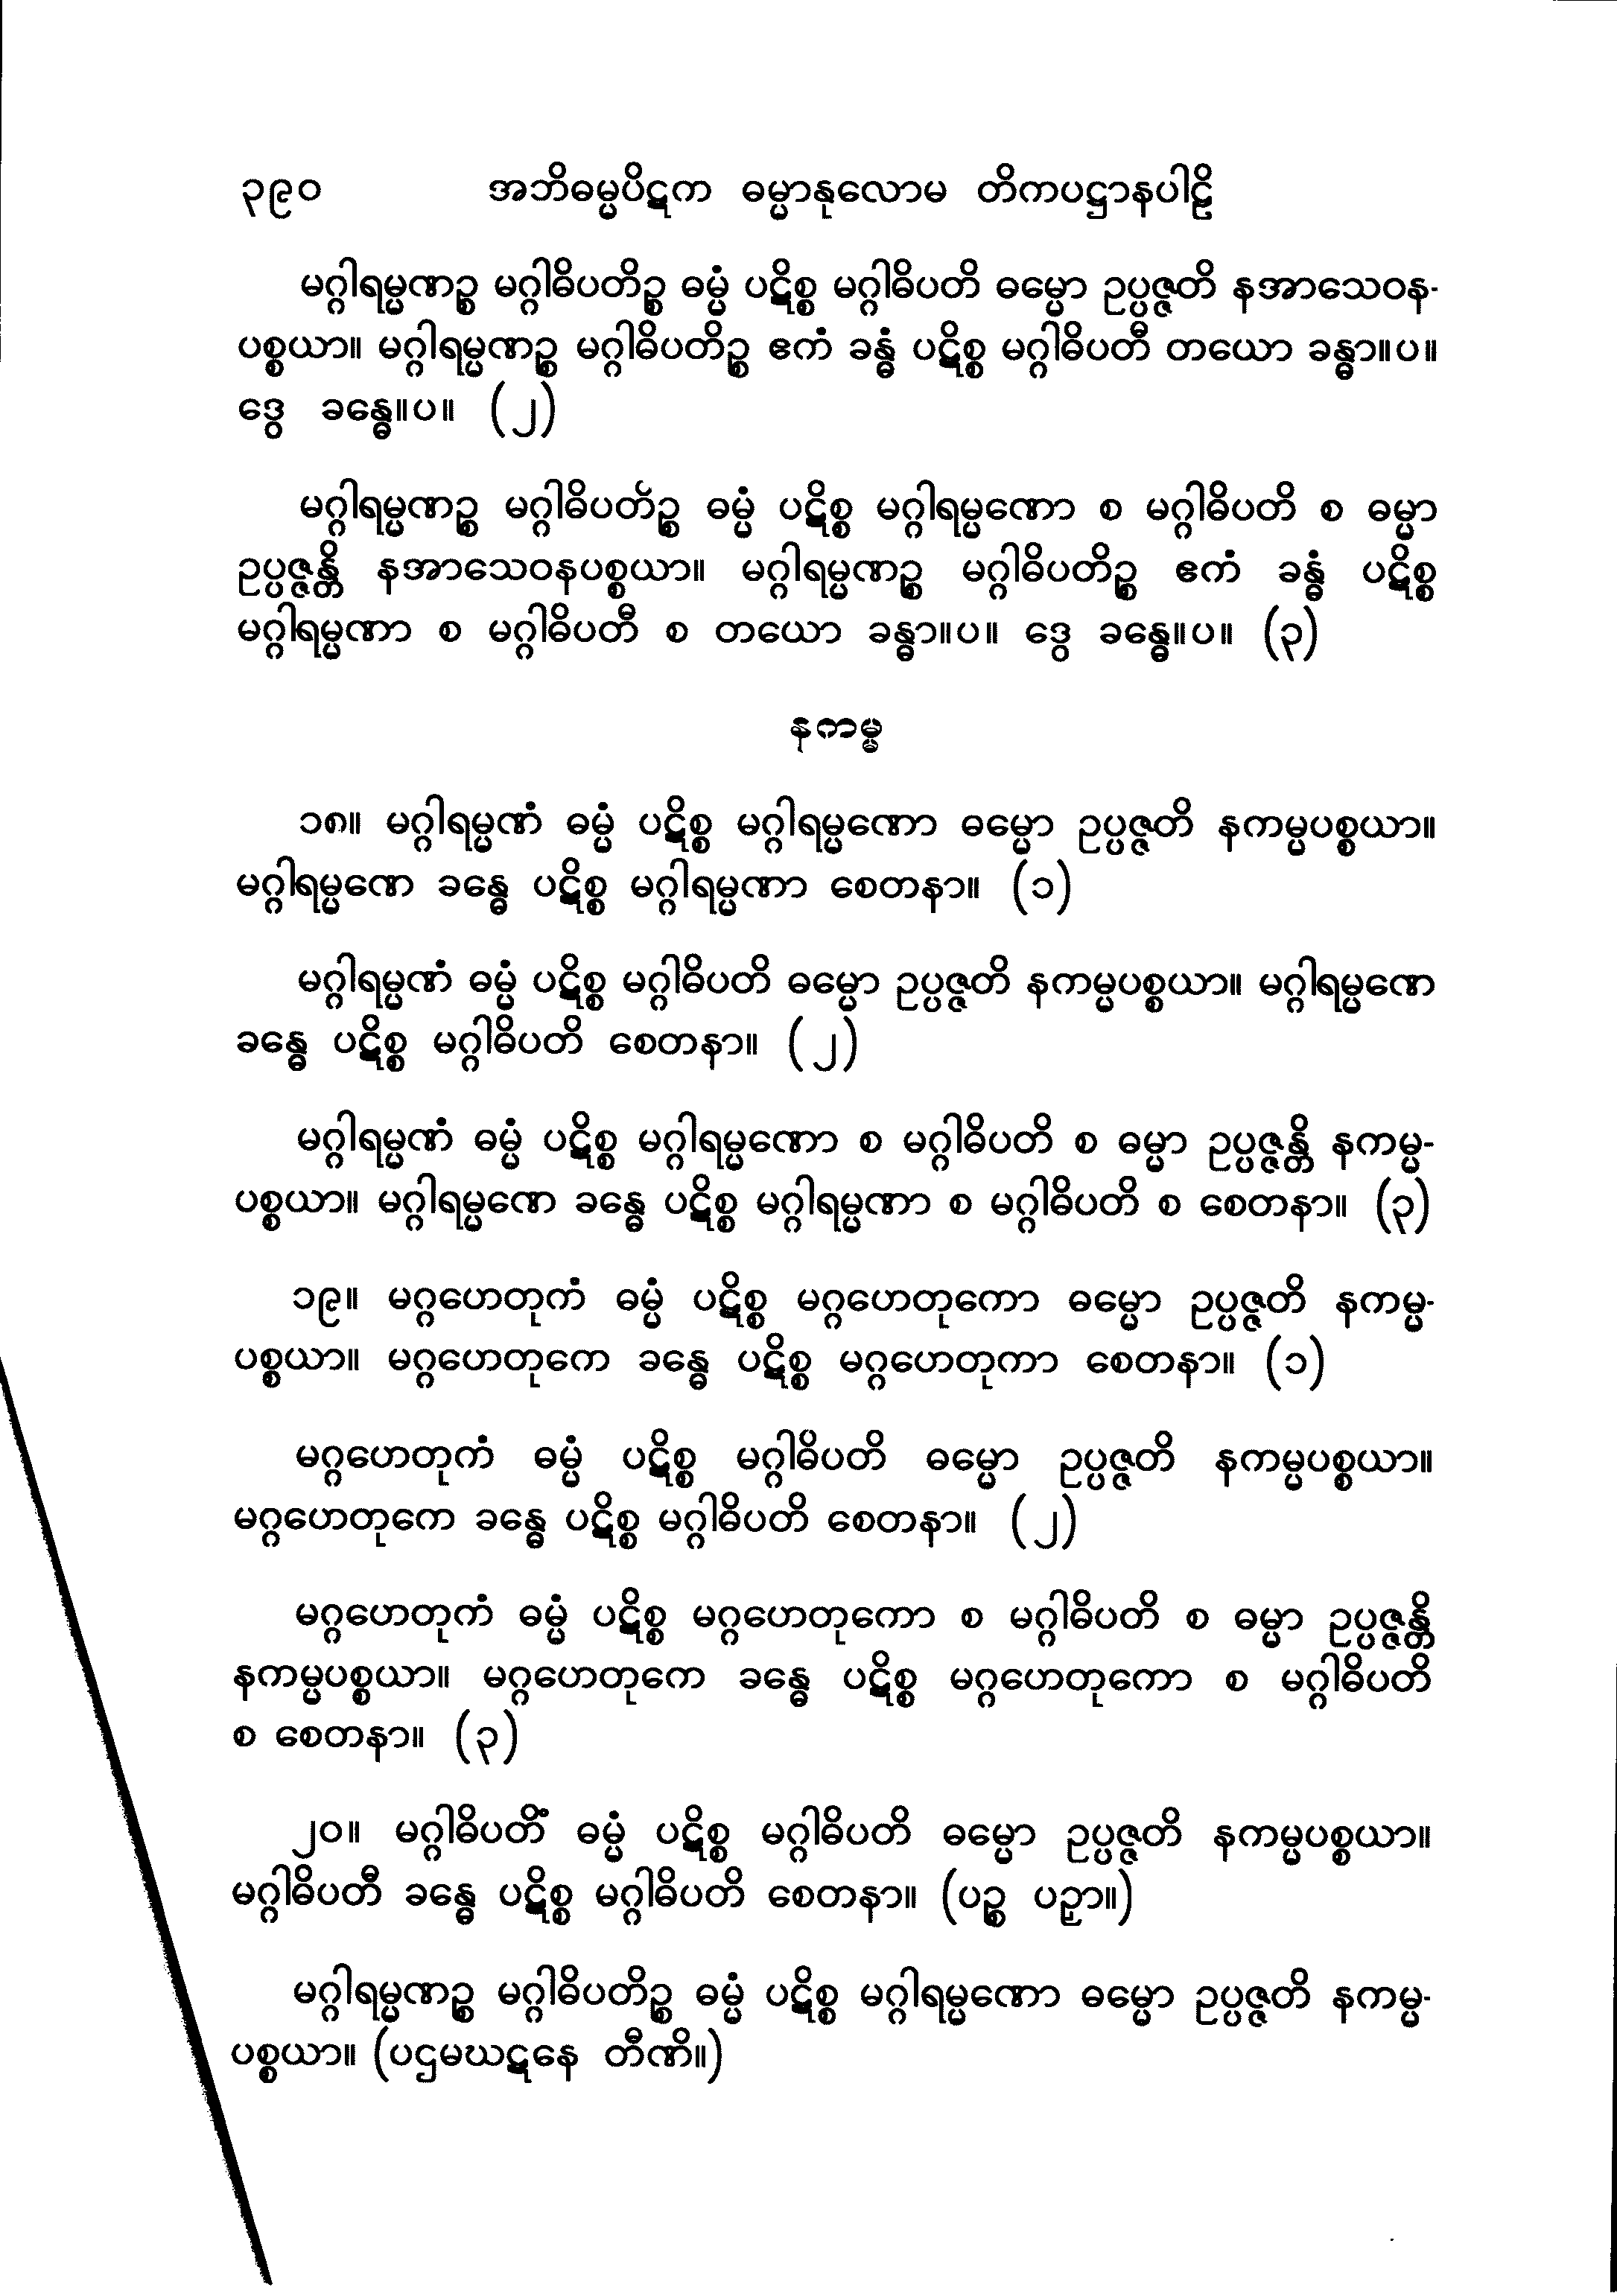 ၃၉၀ အဘိဓမ္မပိဋက ဓမ္မာနုလောမ တိကပဋ္ဌာနပါဠိ
မဂ္ဂါရမ္မဏဉ္စ မဂ္ဂါဓိပတိဉ္စ ဓမ္မံ ပဋိစ္စ မဂ္ဂါဓိပတိ ဓမ္မော ဥပ္ပဇ္ဇတိ နအာသေဝန-
ပစ္စယာ။ မဂ္ဂါရမ္မဏဉ္စ မဂ္ဂါဓိပတိဉ္စ ဧကံ ခန္ဓံ ပဋိစ္စ မဂ္ဂါဓိပတီ တယော ခန္ဓာ။ပ။
ဒွေ ခန္ဓေ။ပ။ (၂)
မဂ္ဂါရမ္မဏဉ္စ မဂ္ဂါဓိပတိဉ္စ ဓမ္မံ ပဋိစ္စ မဂ္ဂါရမ္မဏော စ မဂ္ဂါဓိပတိ စ ဓမ္မာ
ဥပ္ပဇ္ဇန္တိ နအာသေဝနပစ္စယာ။ မဂ္ဂါရမ္မဏဉ္စ မဂ္ဂါဓိပတိဉ္စ ဧကံ ခန္ဓံ ပဋိစ္စ
မဂ္ဂါရမ္မဏာ စ မဂ္ဂါဓိပတီ စ တယော ခန္ဓာ။ပ။ ဒွေ ခန္ဓေ။ပ။ (၃)
နကမ္မ
၁၈။ မဂ္ဂါရမ္မဏံ ဓမ္မံ ပဋိစ္စ မဂ္ဂါရမ္မဏော ဓမ္မော ဥပ္ပဇ္ဇတိ နကမ္မပစ္စယာ။
မဂ္ဂါရမ္မဏေ ခန္ဓေ ပဋိစ္စ မဂ္ဂါရမ္မဏာ စေတနာ။ (၁)
မဂ္ဂါရမ္မဏံ ဓမ္မံ ပဋိစ္စ မဂ္ဂါဓိပတိ ဓမ္မော ဥပ္ပဇ္ဇတိ နကမ္မပစ္စယာ။ မဂ္ဂါရမ္မဏေ
ခန္ဓေ ပဋိစ္စ မဂ္ဂါဓိပတိ စေတနာ။ (၂)
မဂ္ဂါရမ္မဏံ ဓမ္မံ ပဋိစ္စ မဂ္ဂါရမ္မဏော စ မဂ္ဂါဓိပတိ စ ဓမ္မာ ဥပ္ပဇ္ဇန္တိ နကမ္မ-
ပစ္စယာ။ မဂ္ဂါရမ္မဏေ ခန္ဓေ ပဋိစ္စ မဂ္ဂါရမ္မဏာ စ မဂ္ဂါဓိပတိ စ စေတနာ။ (၃)
၁၉။ မဂ္ဂဟေတုကံ ဓမ္မံ ပဋိစ္စ မဂ္ဂဟေတုကော ဓမ္မော ဥပ္ပဇ္ဇတိ နကမ္မ-
ပစ္စယာ။ မဂ္ဂဟေတုကေ ခန္ဓေ ပဋိစ္စ မဂ္ဂဟေတုကာ စေတနာ။ (၁)
မဂ္ဂဟေတုကံ ဓမ္မံ ပဋိစ္စ မဂ္ဂါဓိပတိ ဓမ္မော ဥပ္ပဇ္ဇတိ နကမ္မပစ္စယာ။
မဂ္ဂဟေတုကေ ခန္ဓေ ပဋိစ္စ မဂ္ဂါဓိပတိ စေတနာ။ (၂)
မဂ္ဂဟေတုကံ ဓမ္မံ ပဋိစ္စ မဂ္ဂဟေတုကော စ မဂ္ဂါဓိပတိ စ ဓမ္မာ ဥပ္ပဇ္ဇန္တိ
နကမ္မပစ္စယာ။ မဂ္ဂဟေတုကေ ခန္ဓေ ပဋိစ္စ မဂ္ဂဟေတုကော စ မဂ္ဂါဓိပတိ
စ စေတနာ။ (၃)
၂၀။ မဂ္ဂါဓိပတိံ ဓမ္မံ ပဋိစ္စ မဂ္ဂါဓိပတိ ဓမ္မော ဥပ္ပဇ္ဇတိ နကမ္မပစ္စယာ။
မဂ္ဂါဓိပတီ ခန္ဓေ ပဋိစ္စ မဂ္ဂါဓိပတိ စေတနာ။ (ပဉ္စ ပဉှာ။)
မဂ္ဂါရမ္မဏဉ္စ မဂ္ဂါဓိပတိဉ္စ ဓမ္မံ ပဋိစ္စ မဂ္ဂါရမ္မဏော ဓမ္မော ဥပ္ပဇ္ဇတိ နကမ္မ-
ပစ္စယာ။ (ပဌမဃဋနေ တီဏိ။)